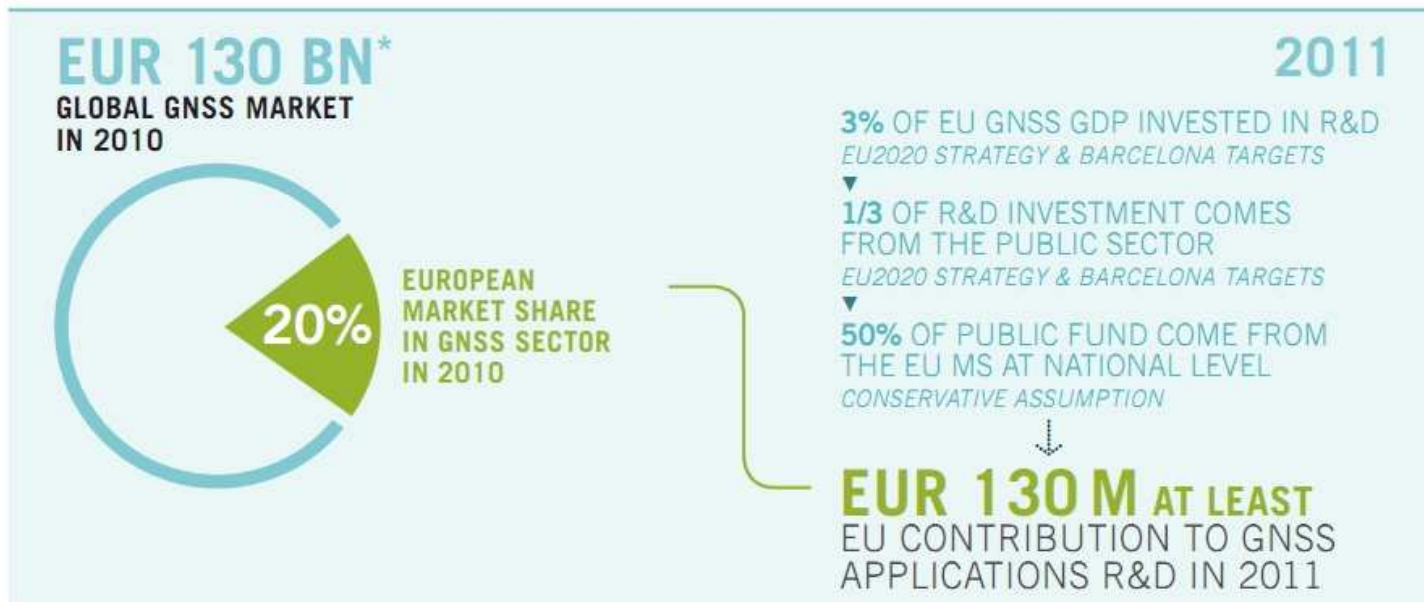 EUR 130 BN*
GLOBAL GNSS MARKET
IN 2010
20%
EUROPEAN
MARKET SHARE
IN GNSS SECTOR
IN 2010
2011
3% OF EU GNSS GDP INVESTED IN R&D
EU2020 STRATEGY & BARCELONA TARGETS
1/3 OF R&D INVESTMENT COMES
FROM THE PUBLIC SECTOR
EU2020 STRATEGY & BARCELONA TARGETS
50% OF PUBLIC FUND COME FROM
THE EU MS AT NATIONAL LEVEL
CONSERVATIVE ASSUMPTION
EUR 130 M AT LEAST
EU CONTRIBUTION TO GNSS
APPLICATIONS R&D IN 2011